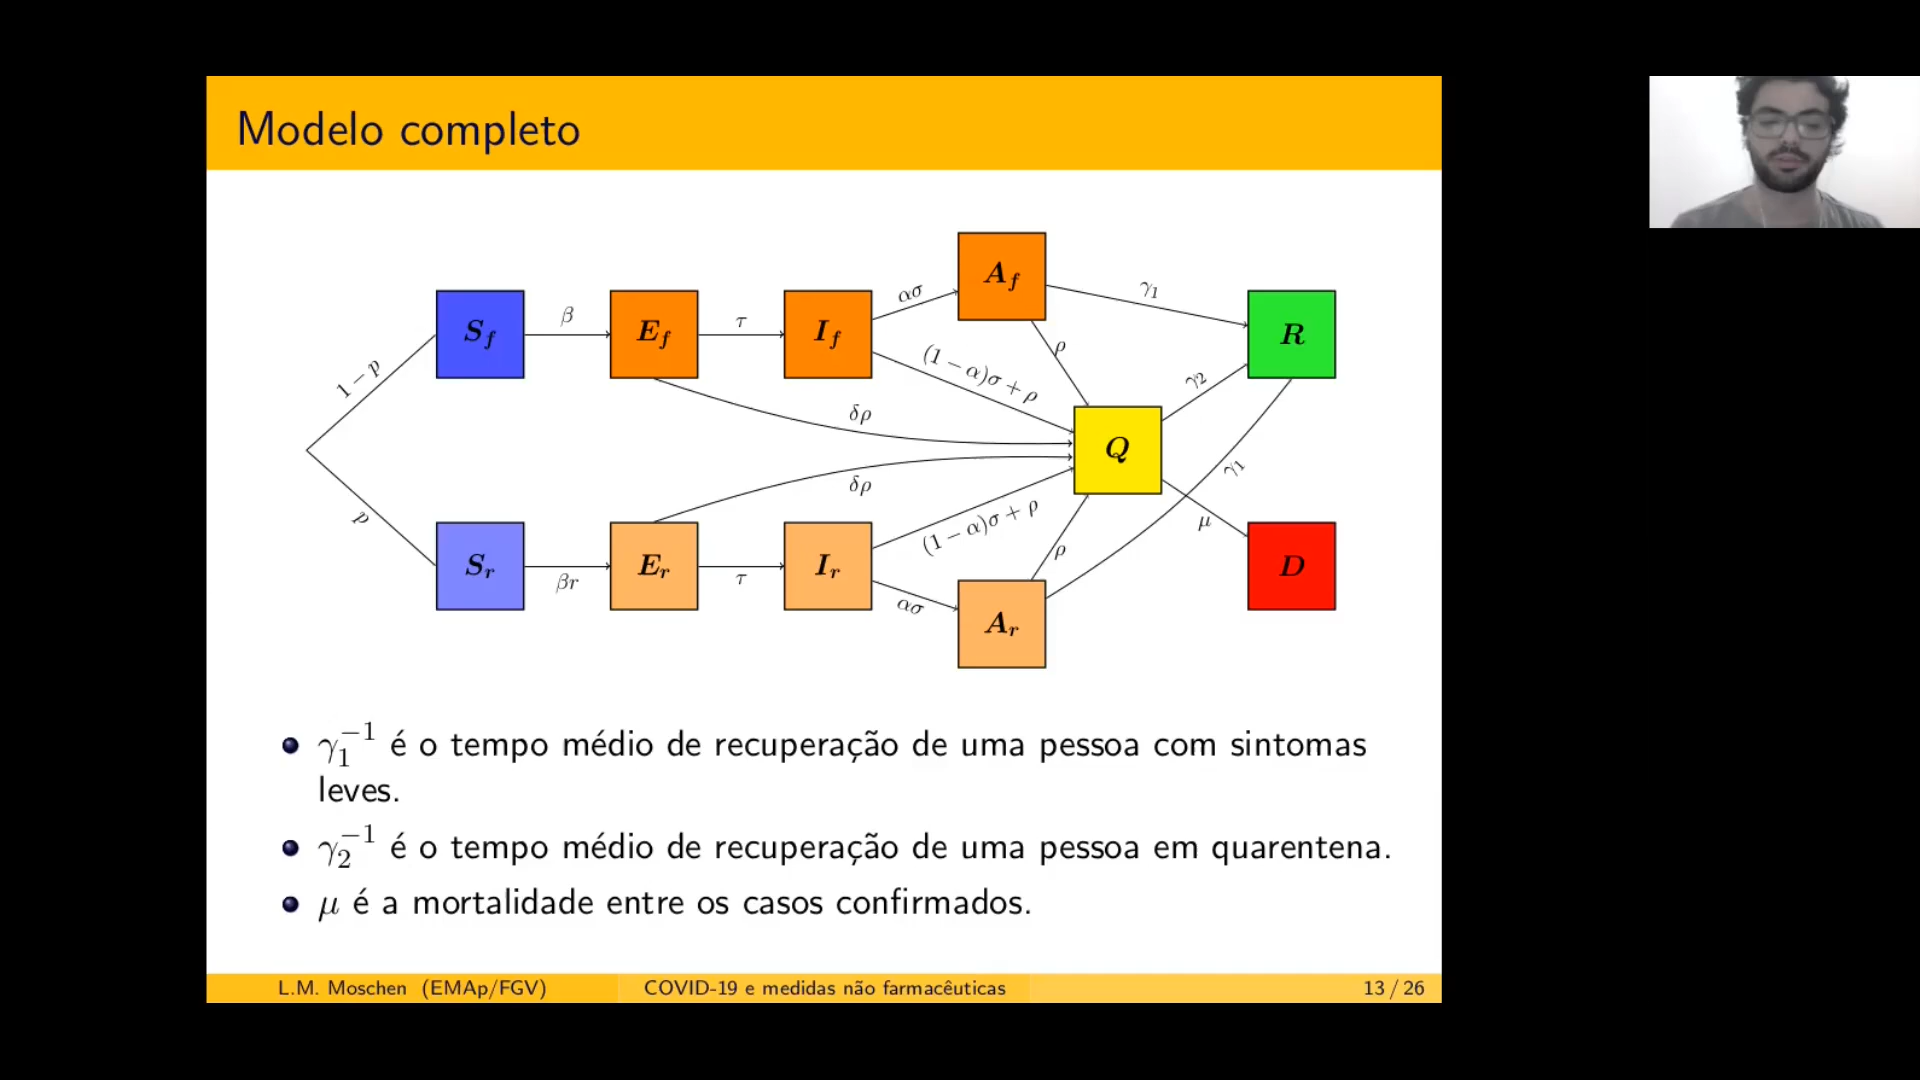 Modelo completo
A_f
αση
γ_1
S_f
β
E_f
τ
I_f
R
1 − p
(1 − α)σ + ρ
ρ
γ_2
δρ
Q
δρ
γ_1
p
(1 − α)σ + ρ
ρ
μ
S_r
βr
E_r
τ
I_r
ασ
A_r
D
γ_1^{−1} é o tempo médio de recuperação de uma pessoa com sintomas
leves.
γ_2^{−1} é o tempo médio de recuperação de uma pessoa em quarentena.
μ é a mortalidade entre os casos confirmados.
L.M. Moschen (EMAp/FGV) COVID-19 e medidas não farmacêuticas 13 / 26